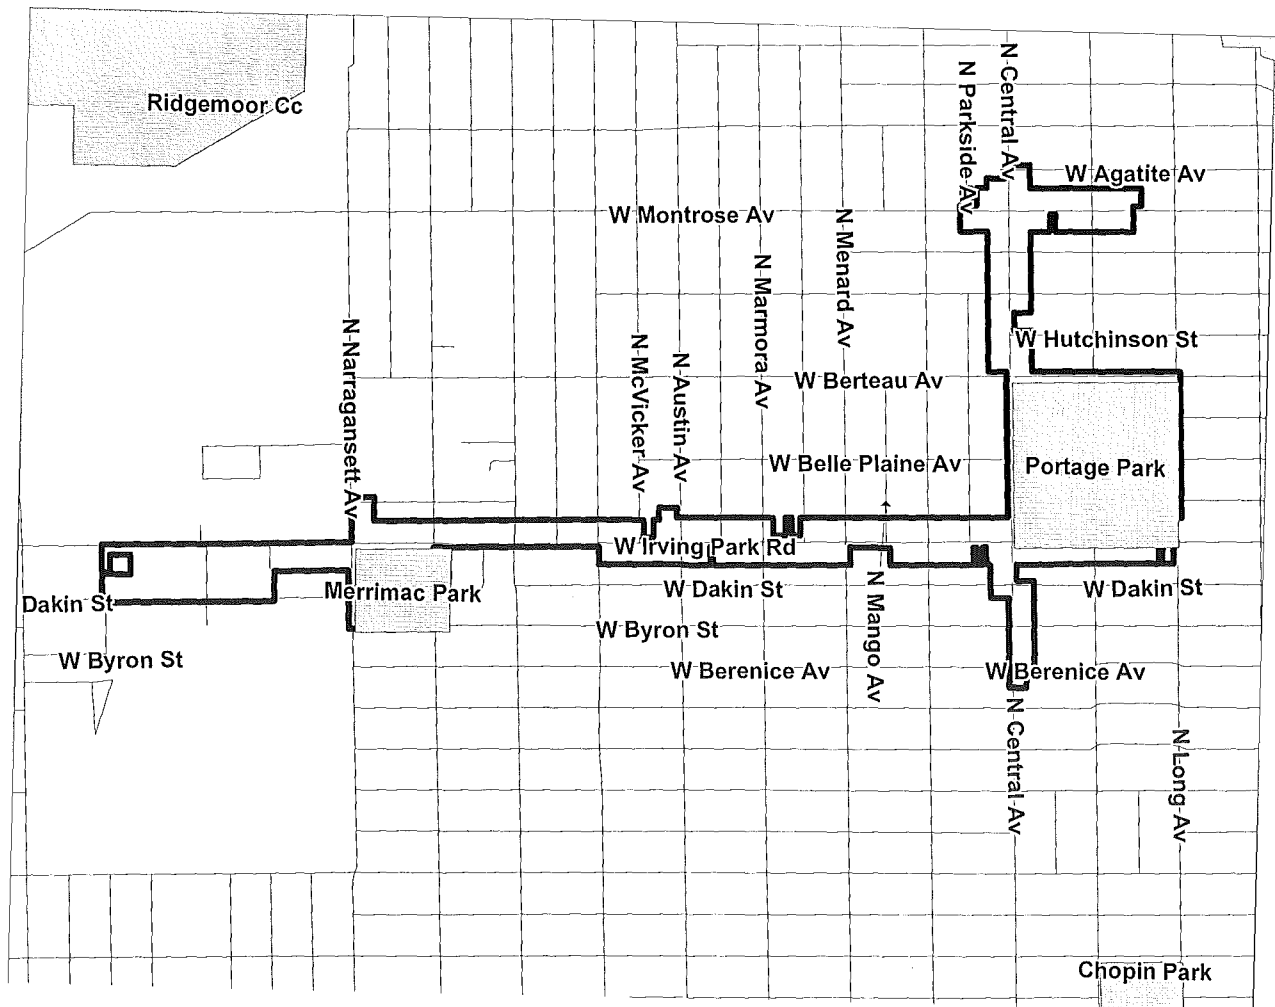 Ridgemoor Cc
N Central Av
N Parkside Av
W Agatite Av
W Montrose Av
N Menard Av
N Marmora Av
N Narragansett Av
N McVicker Av
N Austin Av
W Hutchinson St
W Berteau Av
W Belle Plaine Av
Portage Park
W Irving Park Rd
Dakin St
Merrimac Park
W Dakin St
W Dakin St
N Mango Av
W Byron St
W Byron St
W Berenice Av
W Berenice Av
N Central Av
N Long Av
Chopin Park